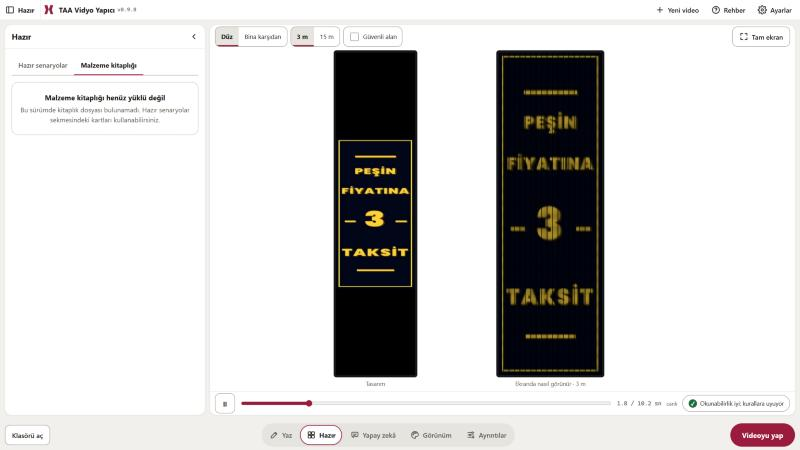 Hazır
TAA Vidyo Yapıcı v0.9.0
Yeni video
Rehber
Ayarlar
Hazır
Hazır senaryolar
Malzeme kitaplığı
Malzeme kitaplığı henüz yüklü değil
Bu sürümde kitaplık dosyası bulunamadı. Hazır senaryolar
sekmesindeki kartları kullanabilirsiniz.
Düz
Bina karşıdan
3 m
15 m
Güvenli alan
Tam ekran
PEŞİN
FİYATINA
3
TAKSİT
Tasarım
PEŞİN
FİYATINA
3
TAKSİT
Ekranda nasıl görünür · 3 m
1.8 / 10.2 sn
canlı
Okunabilirlik iyi: kurallara uyuyor
Klasörü aç
Yaz
Hazır
Yapay zekâ
Görünüm
Ayrıntılar
Videoyu yap